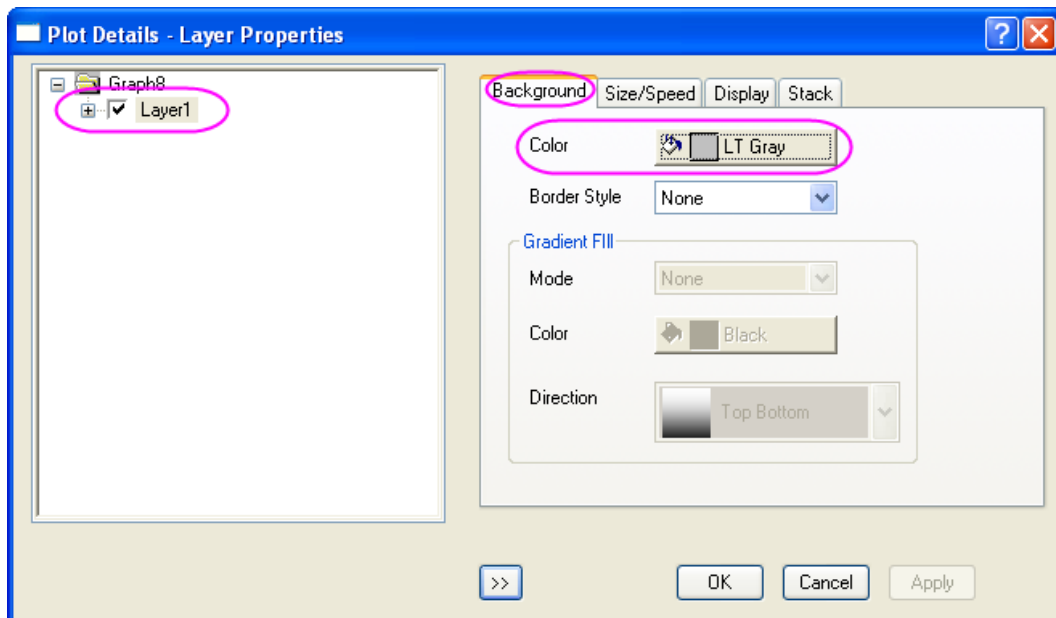 Plot Details - Layer Properties
Graph8
Layer1
Background Size/Speed Display Stack
Color LT Gray
Border Style None
Gradient FIll
Mode None
Color Black
Direction Top Bottom
>> OK Cancel Apply